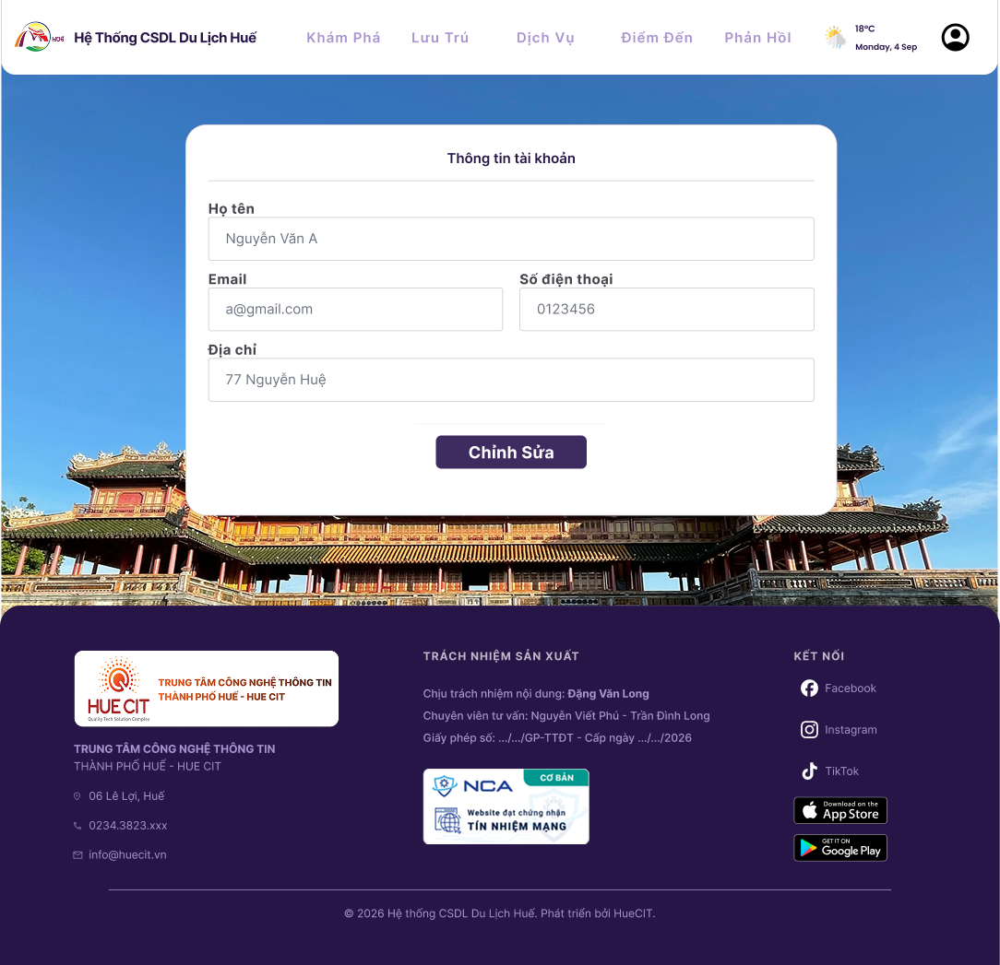 HUẾ
Hệ Thống CSDL Du Lịch Huế
Khám Phá
Lưu Trú
Dịch Vụ
Điểm Đến
Phản Hồi
18°C
Monday, 4 Sep
Thông tin tài khoản
Họ tên
Nguyễn Văn A
Email
Số điện thoại
a@gmail.com
0123456
Địa chỉ
77 Nguyễn Huệ
Chỉnh Sửa
HUE CIT
Quality Tech Solution Complex
TRUNG TÂM CÔNG NGHỆ THÔNG TIN
THÀNH PHỐ HUẾ - HUE CIT
TRUNG TÂM CÔNG NGHỆ THÔNG TIN
THÀNH PHỐ HUẾ - HUE CIT
06 Lê Lợi, Huế
0234.3823.xxx
info@huecit.vn
TRÁCH NHIỆM SẢN XUẤT
Chịu trách nhiệm nội dung: Đặng Văn Long
Chuyên viên tư vấn: Nguyễn Viết Phú - Trần Đình Long
Giấy phép số: .../.../GP-TTĐT - Cấp ngày .../.../2026
NCA
CƠ BẢN
Website đạt chứng nhận
TÍN NHIỆM MẠNG
KẾT NỐI
Facebook
Instagram
TikTok
Download on the
App Store
GET IT ON
Google Play
© 2026 Hệ thống CSDL Du Lịch Huế. Phát triển bởi HueCIT.